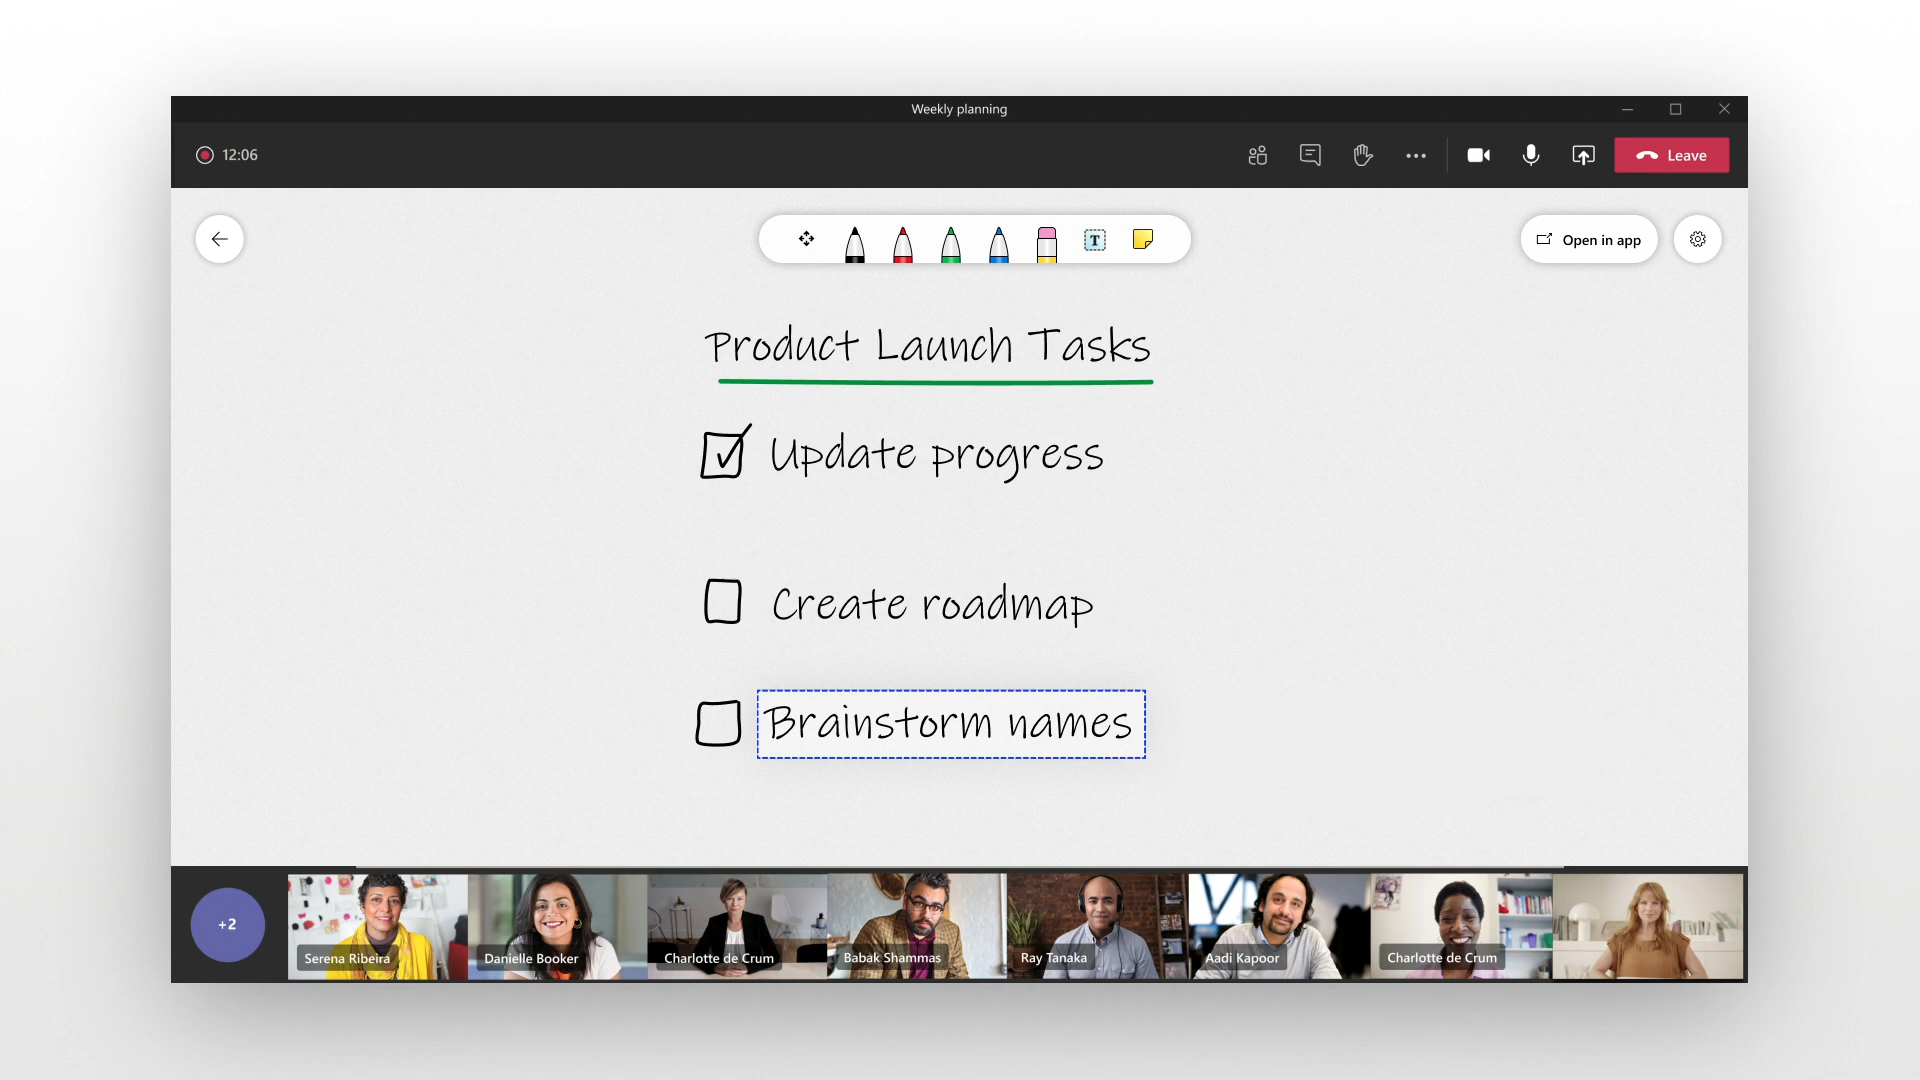 Weekly planning
12:06
Leave
T
Open in app
Product Launch Tasks
Update progress
Create roadmap
Brainstorm names
+2
Serena Ribeira
Danielle Booker
Charlotte de Crum
Babak Shammas
Ray Tanaka
Aadi Kapoor
Charlotte de Crum